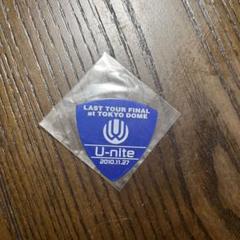 LAST TOUR FINAL
at TOKYO DOME
U-nite
2010.11.27